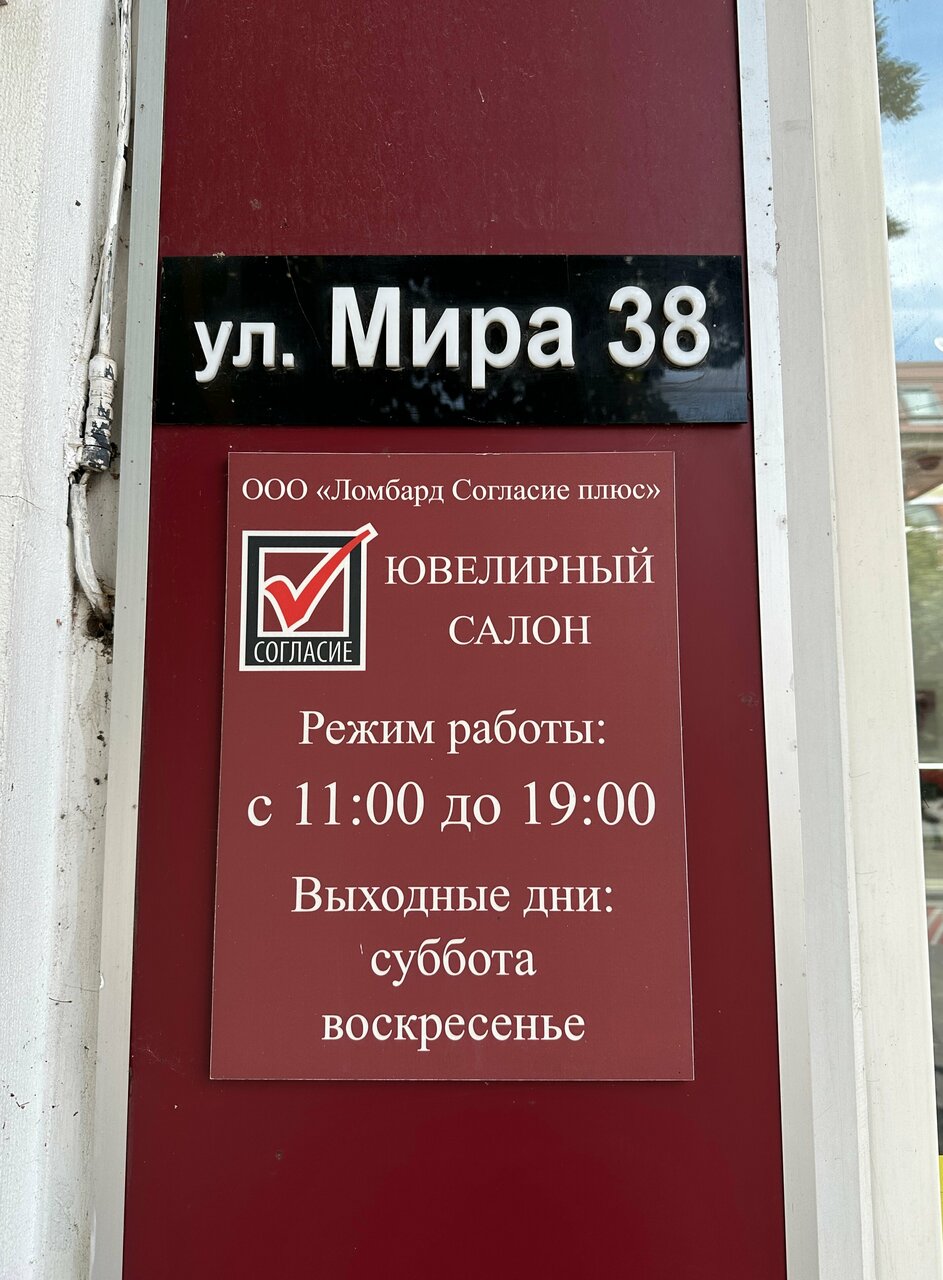 ул. Мира 38
ООО «Ломбард Согласие плюс»
ЮВЕЛИРНЫЙ
САЛОН
СОГЛАСИЕ
Режим работы:
с 11:00 до 19:00
Выходные дни:
суббота
воскресенье